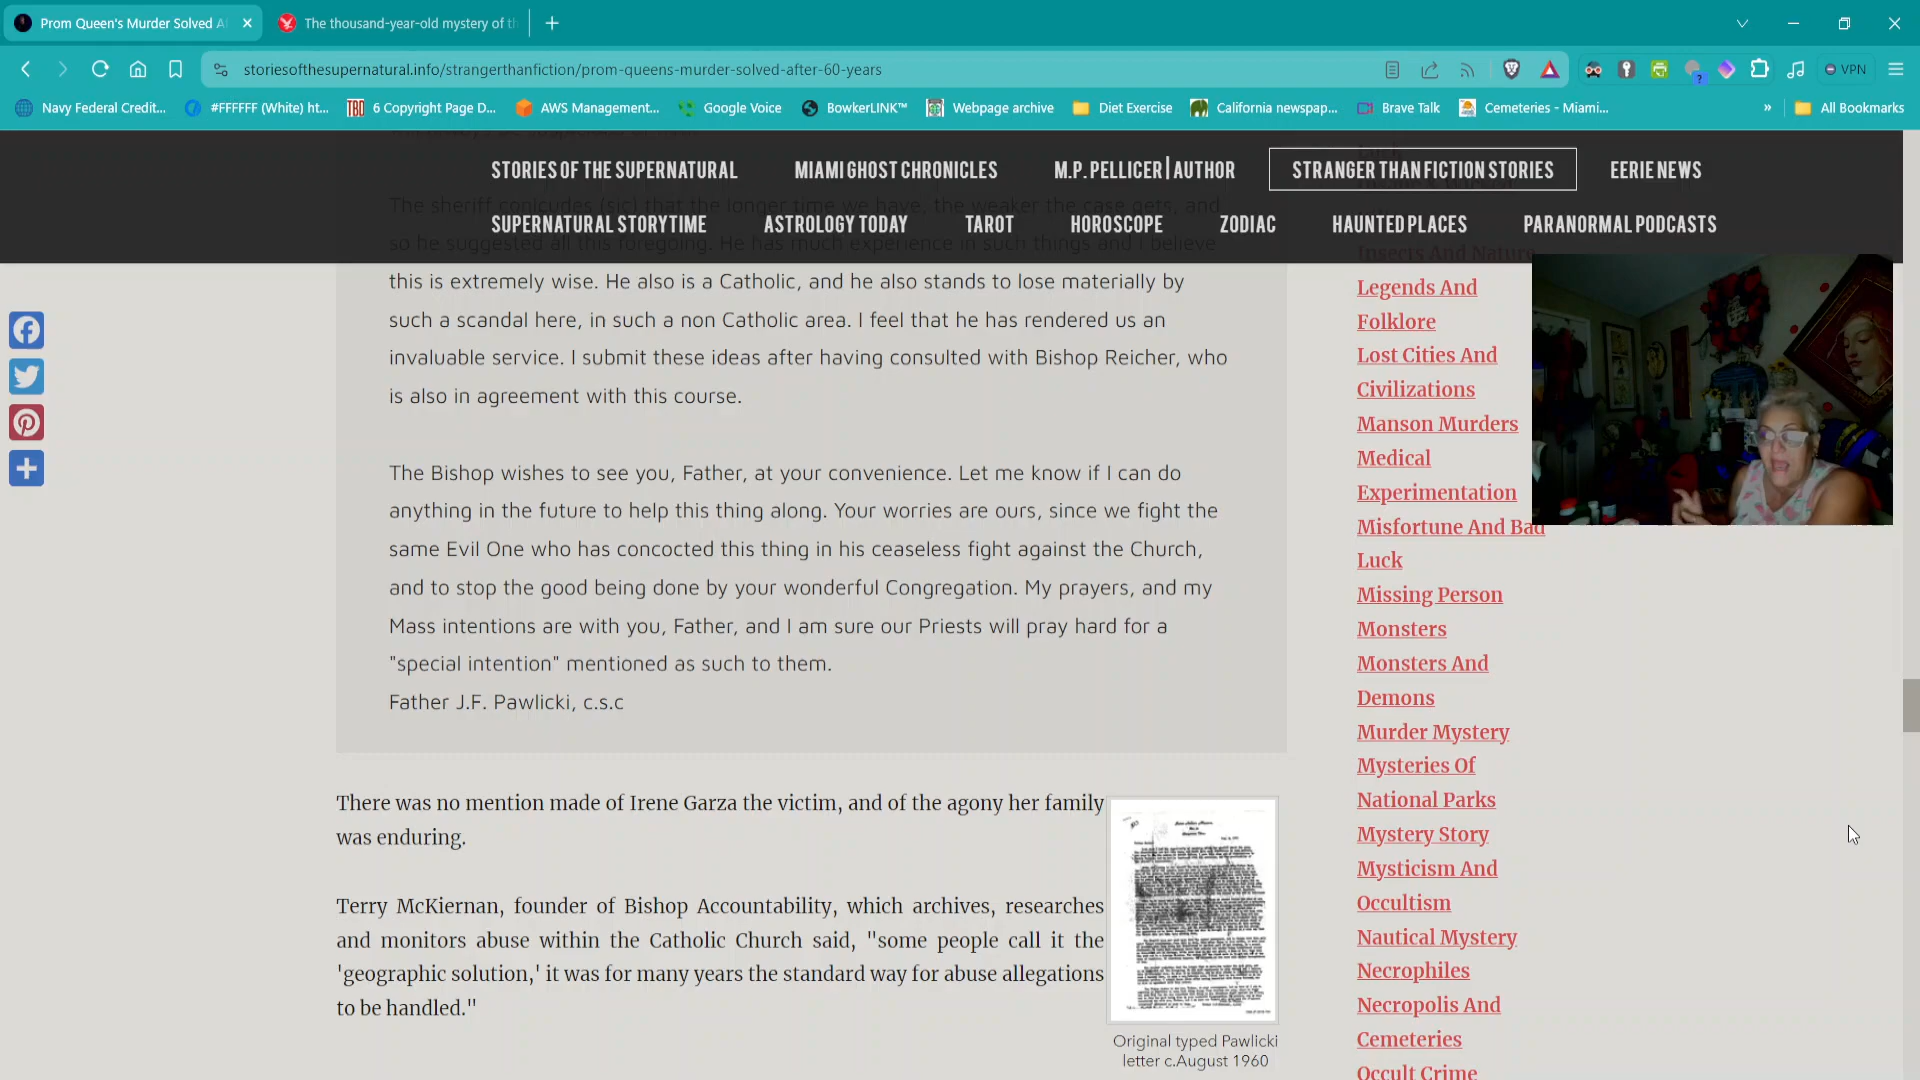 Prom Queen's Murder Solved A
The thousand-year-old mystery of th
storiesofthesupernatural.info/strangerthanfiction/prom-queens-murder-solved-after-60-years
VPN
Navy Federal Credit...
#FFFFFF (White) ht...
TBD 6 Copyright Page D...
AWS Management...
Google Voice
BowkerLINK™
Webpage archive
Diet Exercise
California newspap...
Brave Talk
Cemeteries - Miami...
»
All Bookmarks
STORIES OF THE SUPERNATURAL
MIAMI GHOST CHRONICLES
M.P. PELLICER | AUTHOR
STRANGER THAN FICTION STORIES
EERIE NEWS
SUPERNATURAL STORYTIME
ASTROLOGY TODAY
TAROT
HOROSCOPE
ZODIAC
HAUNTED PLACES
PARANORMAL PODCASTS
The sheriff conlcudes (sic) that the longer time we have, the weaker the case gets, and
so he suggested all this foregoing. He has much experience in such things and I believe
this is extremely wise. He also is a Catholic, and he also stands to lose materially by
such a scandal here, in such a non Catholic area. I feel that he has rendered us an
invaluable service. I submit these ideas after having consulted with Bishop Reicher, who
is also in agreement with this course.
The Bishop wishes to see you, Father, at your convenience. Let me know if I can do
anything in the future to help this thing along. Your worries are ours, since we fight the
same Evil One who has concocted this thing in his ceaseless fight against the Church,
and to stop the good being done by your wonderful Congregation. My prayers, and my
Mass intentions are with you, Father, and I am sure our Priests will pray hard for a
"special intention" mentioned as such to them.
Father J.F. Pawlicki, c.s.c
There was no mention made of Irene Garza the victim, and of the agony her family
was enduring.
Terry McKiernan, founder of Bishop Accountability, which archives, researches
and monitors abuse within the Catholic Church said, "some people call it the
'geographic solution,' it was for many years the standard way for abuse allegations
to be handled."
Original typed Pawlicki
letter c.August 1960
Insects And Nature
Legends And
Folklore
Lost Cities And
Civilizations
Manson Murders
Medical
Experimentation
Misfortune And Bad
Luck
Missing Person
Monsters
Monsters And
Demons
Murder Mystery
Mysteries Of
National Parks
Mystery Story
Mysticism And
Occultism
Nautical Mystery
Necrophiles
Necropolis And
Cemeteries
Occult Crime